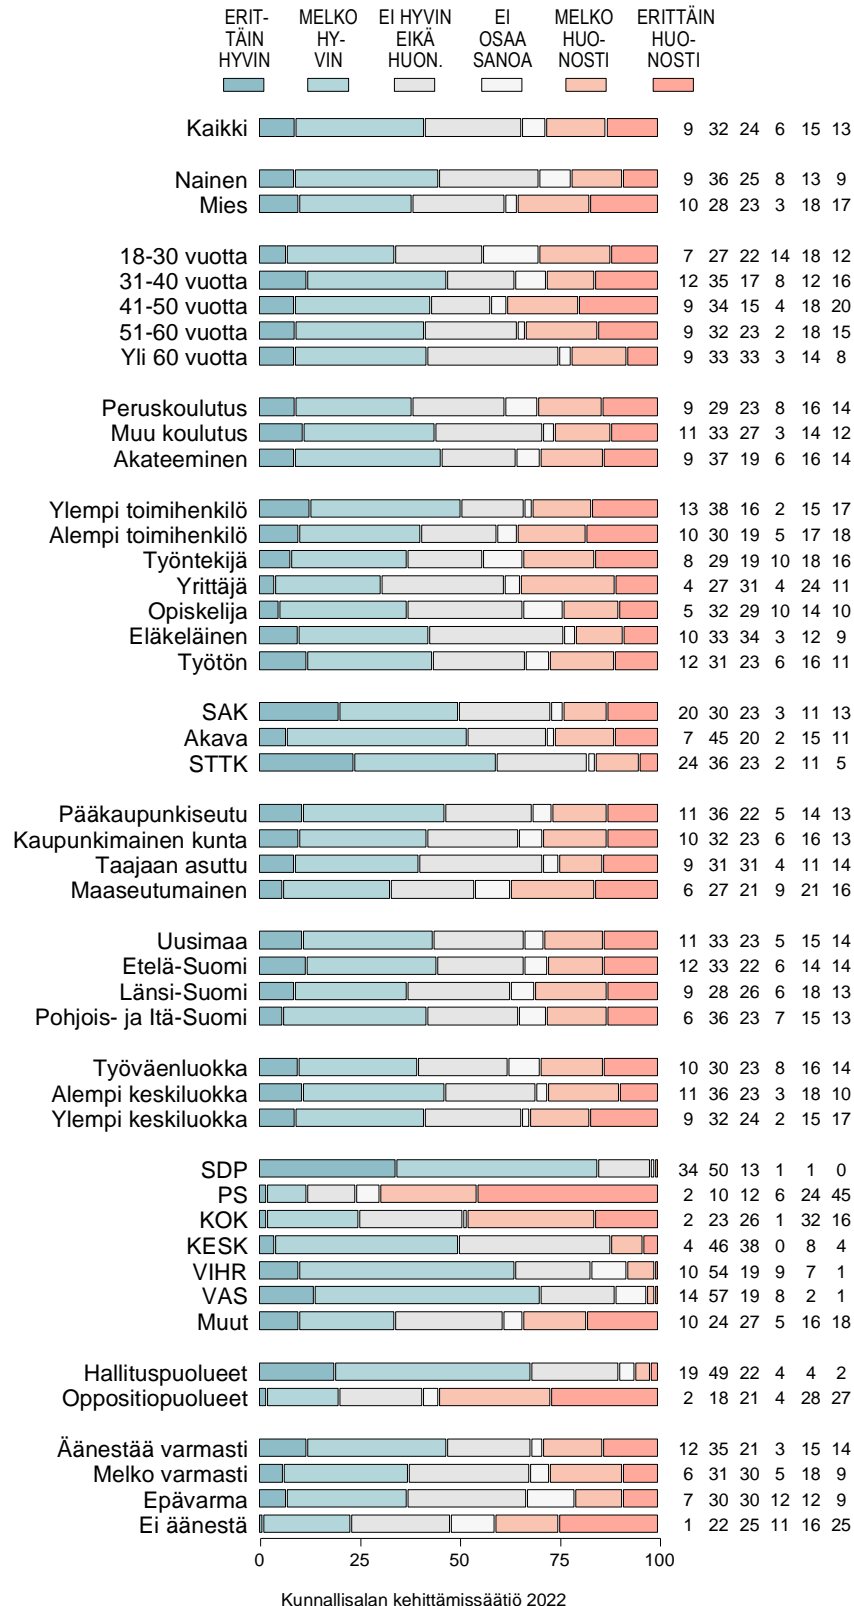 ERIT- MELKO EI HYVIN EI MELKO ERITTÄIN
TÄIN HY- EIKÄ OSAA HUO- HUO-
HYVIN VIN HUON. SANOA NOSTI NOSTI
Kaikki 9 32 24 6 15 13
Nainen 9 36 25 8 13 9
Mies 10 28 23 3 18 17
18-30 vuotta 7 27 22 14 18 12
31-40 vuotta 12 35 17 8 12 16
41-50 vuotta 9 34 15 4 18 20
51-60 vuotta 9 32 23 2 18 15
Yli 60 vuotta 9 33 33 3 14 8
Peruskoulutus 9 29 23 8 16 14
Muu koulutus 11 33 27 3 14 12
Akateeminen 9 37 19 6 16 14
Ylempi toimihenkilö 13 38 16 2 15 17
Alempi toimihenkilö 10 30 19 5 17 18
Työntekijä 8 29 19 10 18 16
Yrittäjä 4 27 31 4 24 11
Opiskelija 5 32 29 10 14 10
Eläkeläinen 10 33 34 3 12 9
Työtön 12 31 23 6 16 11
SAK 20 30 23 3 11 13
Akava 7 45 20 2 15 11
STTK 24 36 23 2 11 5
Pääkaupunkiseutu 11 36 22 5 14 13
Kaupunkimainen kunta 10 32 23 6 16 13
Taajaan asuttu 9 31 31 4 11 14
Maaseutumainen 6 27 21 9 21 16
Uusimaa 11 33 23 5 15 14
Etelä-Suomi 12 33 22 6 14 14
Länsi-Suomi 9 28 26 6 18 13
Pohjois- ja Itä-Suomi 6 36 23 7 15 13
Työväenluokka 10 30 23 8 16 14
Alempi keskiluokka 11 36 23 3 18 10
Ylempi keskiluokka 9 32 24 2 15 17
SDP 34 50 13 1 1 0
PS 2 10 12 6 24 45
KOK 2 23 26 1 32 16
KESK 4 46 38 0 8 4
VIHR 10 54 19 9 7 1
VAS 14 57 19 8 2 1
Muut 10 24 27 5 16 18
Hallituspuolueet 19 49 22 4 4 2
Oppositiopuolueet 2 18 21 4 28 27
Äänestää varmasti 12 35 21 3 15 14
Melko varmasti 6 31 30 5 18 9
Epävarma 7 30 30 12 12 9
Ei äänestä 1 22 25 11 16 25
0 25 50 75 100
Kunnallisalan kehittämissäätiö 2022